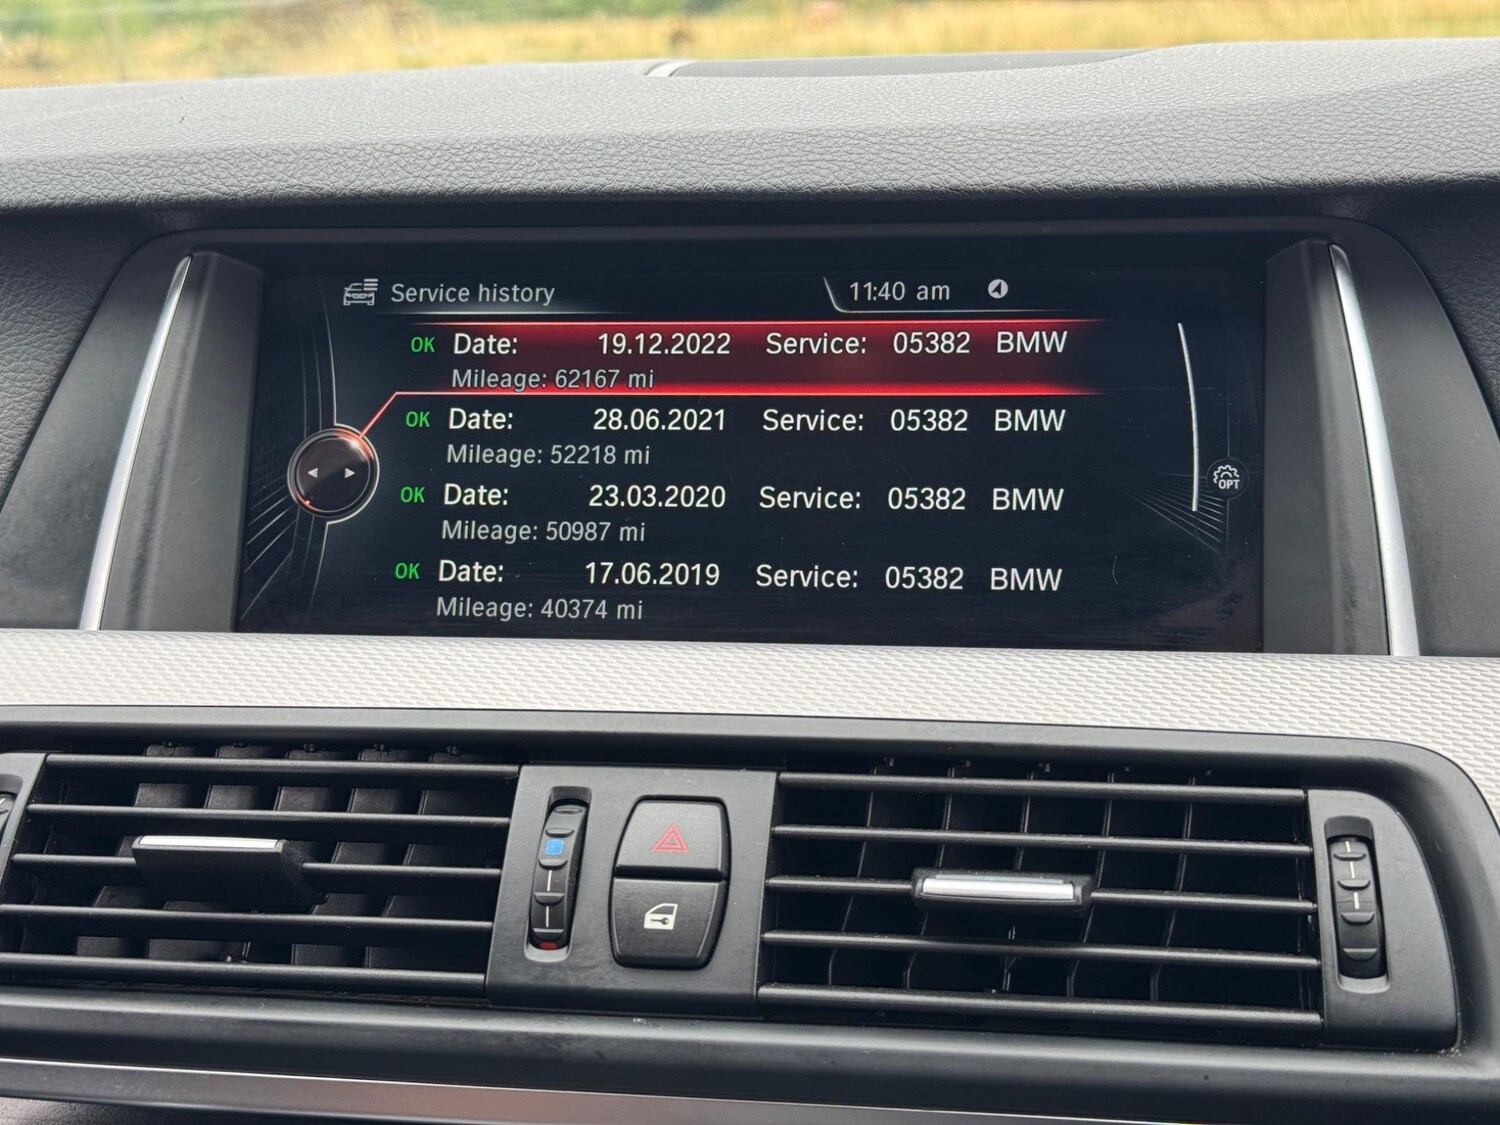 Service history 11:40 am
OK Date: 19.12.2022 Service: 05382 BMW
Mileage: 62167 mi
OK Date: 28.06.2021 Service: 05382 BMW
Mileage: 52218 mi
OK Date: 23.03.2020 Service: 05382 BMW
Mileage: 50987 mi
OK Date: 17.06.2019 Service: 05382 BMW
Mileage: 40374 mi
OPT